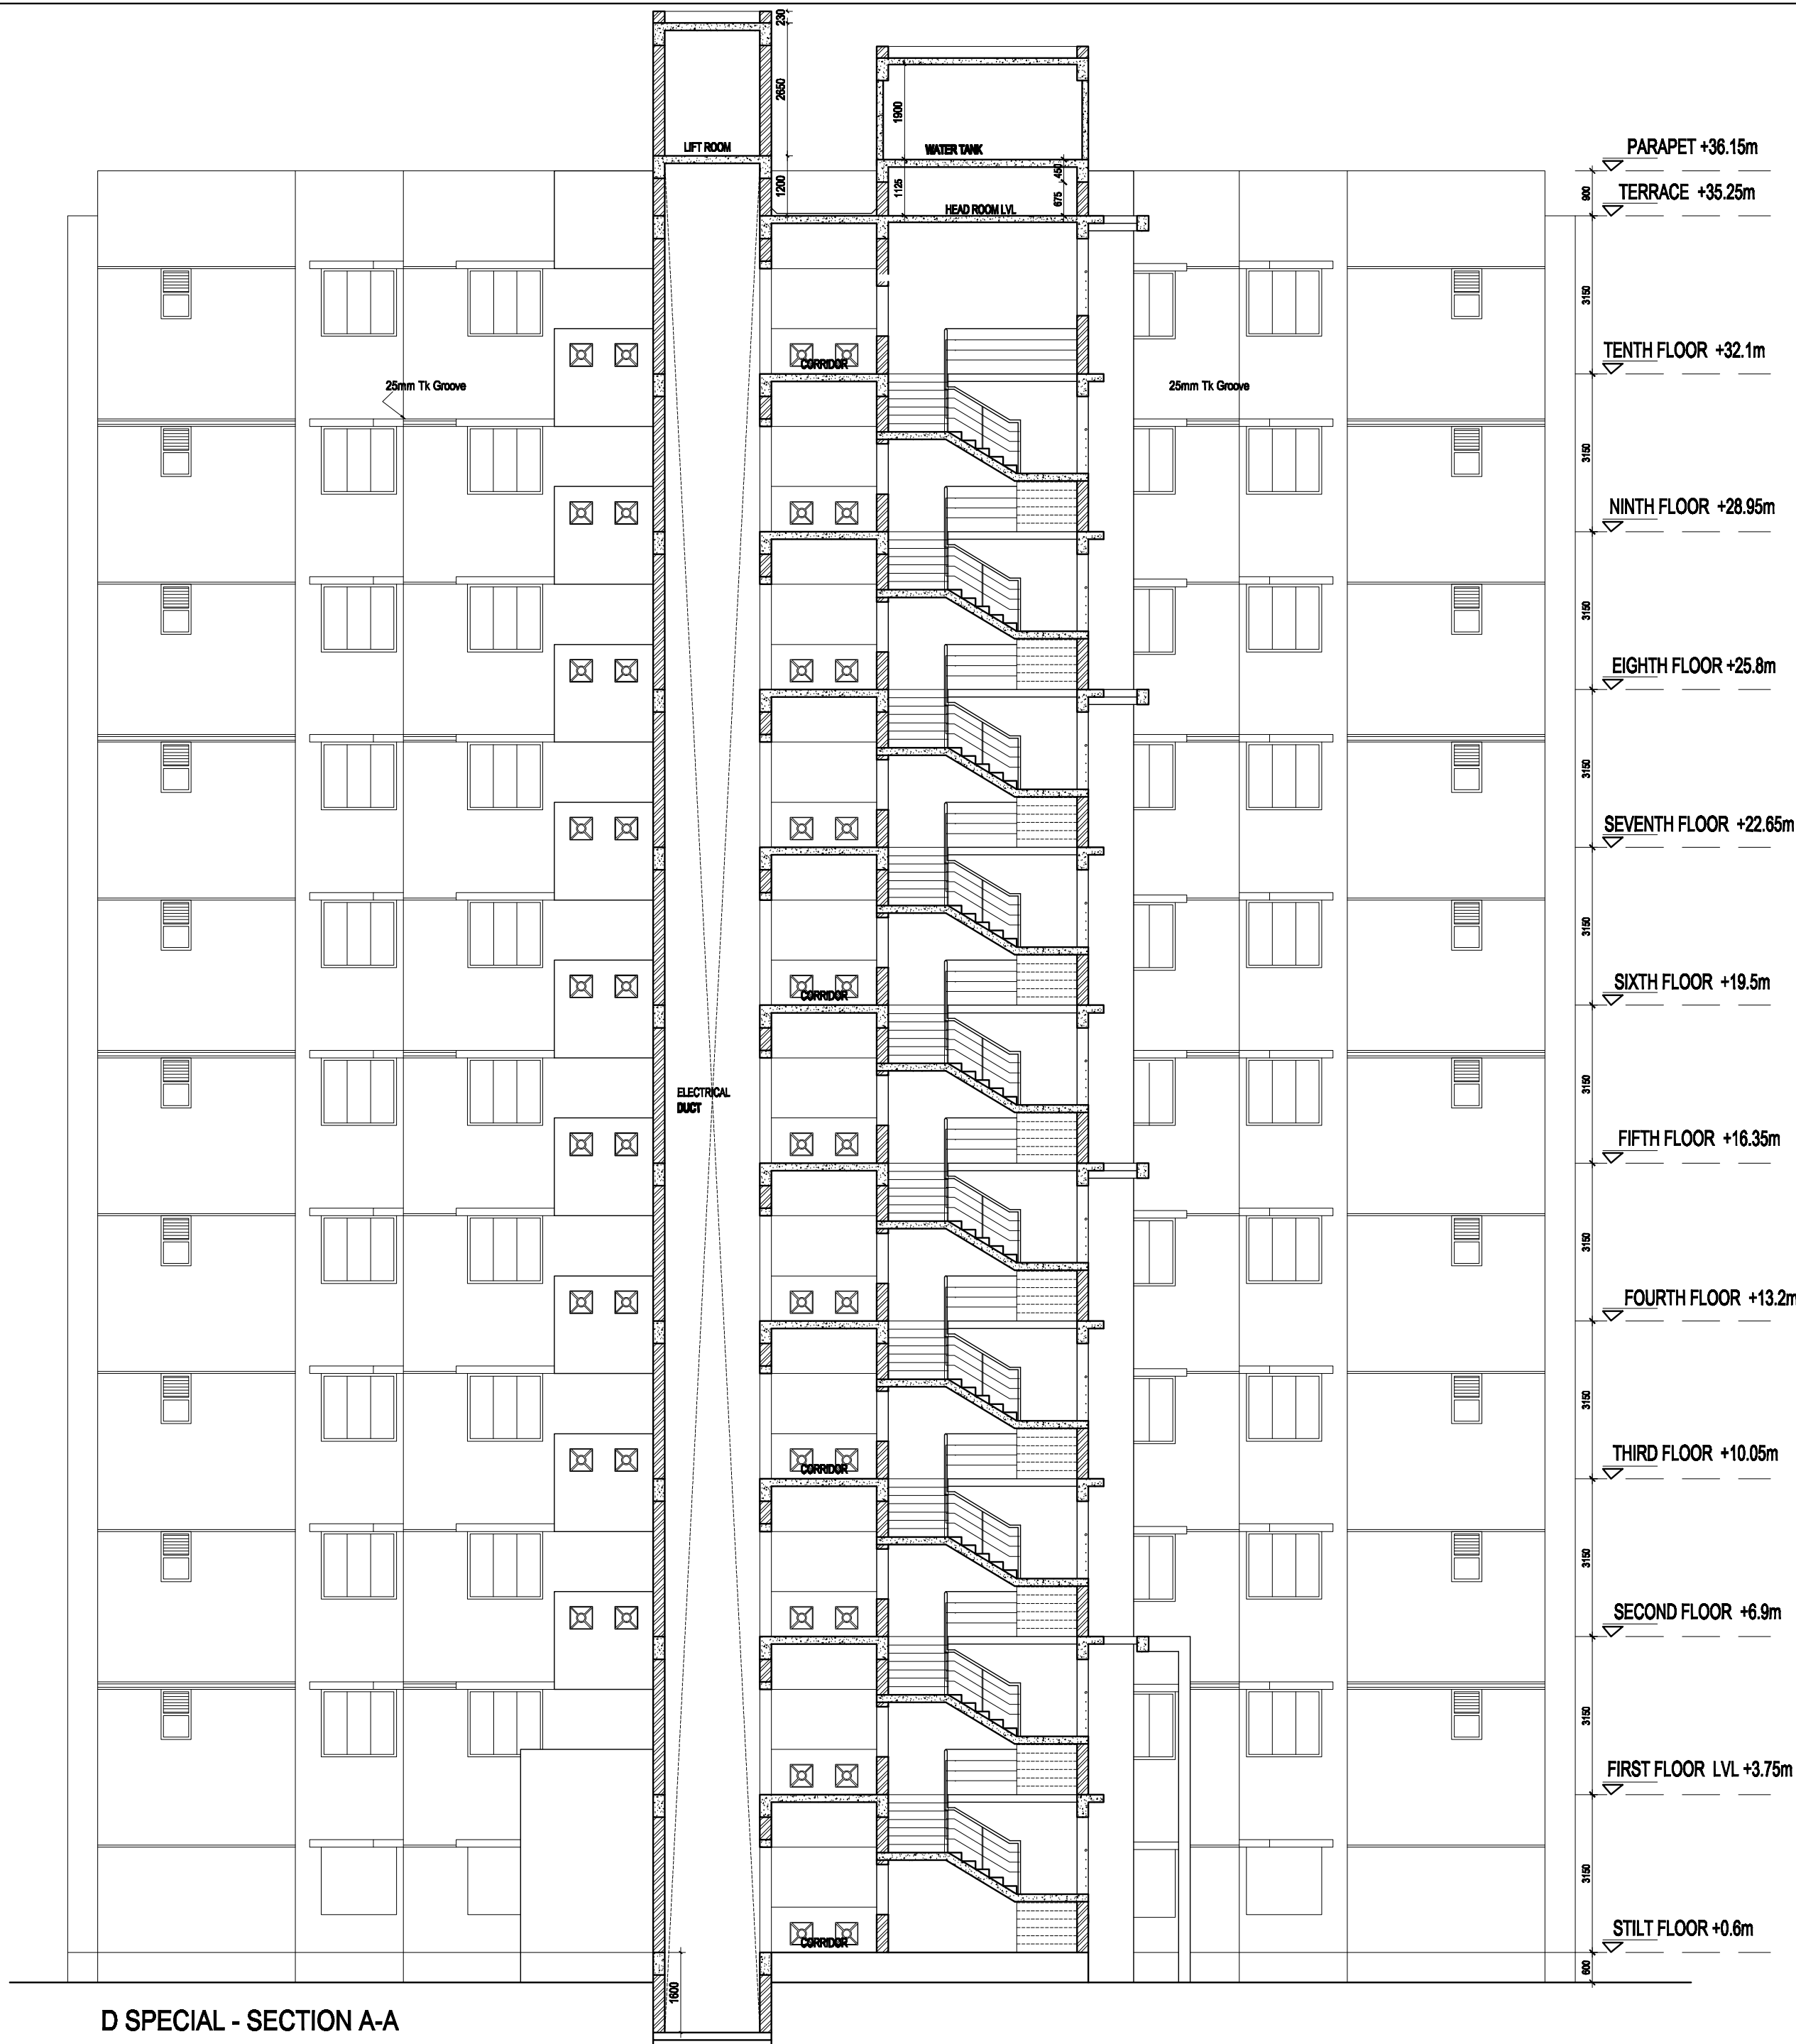 230
2650
1900
LIFT ROOM
WATER TANK
PARAPET +36.15m
450
1200
1125
675
900
TERRACE +35.25m
HEAD ROOM LVL
3150
TENTH FLOOR +32.1m
CORRIDOR
25mm Tk Groove
25mm Tk Groove
3150
NINTH FLOOR +28.95m
3150
EIGHTH FLOOR +25.8m
3150
SEVENTH FLOOR +22.65m
3150
SIXTH FLOOR +19.5m
CORRIDOR
3150
ELECTRICAL
DUCT
FIFTH FLOOR +16.35m
3150
FOURTH FLOOR +13.2m
3150
THIRD FLOOR +10.05m
CORRIDOR
3150
SECOND FLOOR +6.9m
3150
FIRST FLOOR LVL +3.75m
3150
STILT FLOOR +0.6m
CORRIDOR
600
1600
D SPECIAL - SECTION A-A